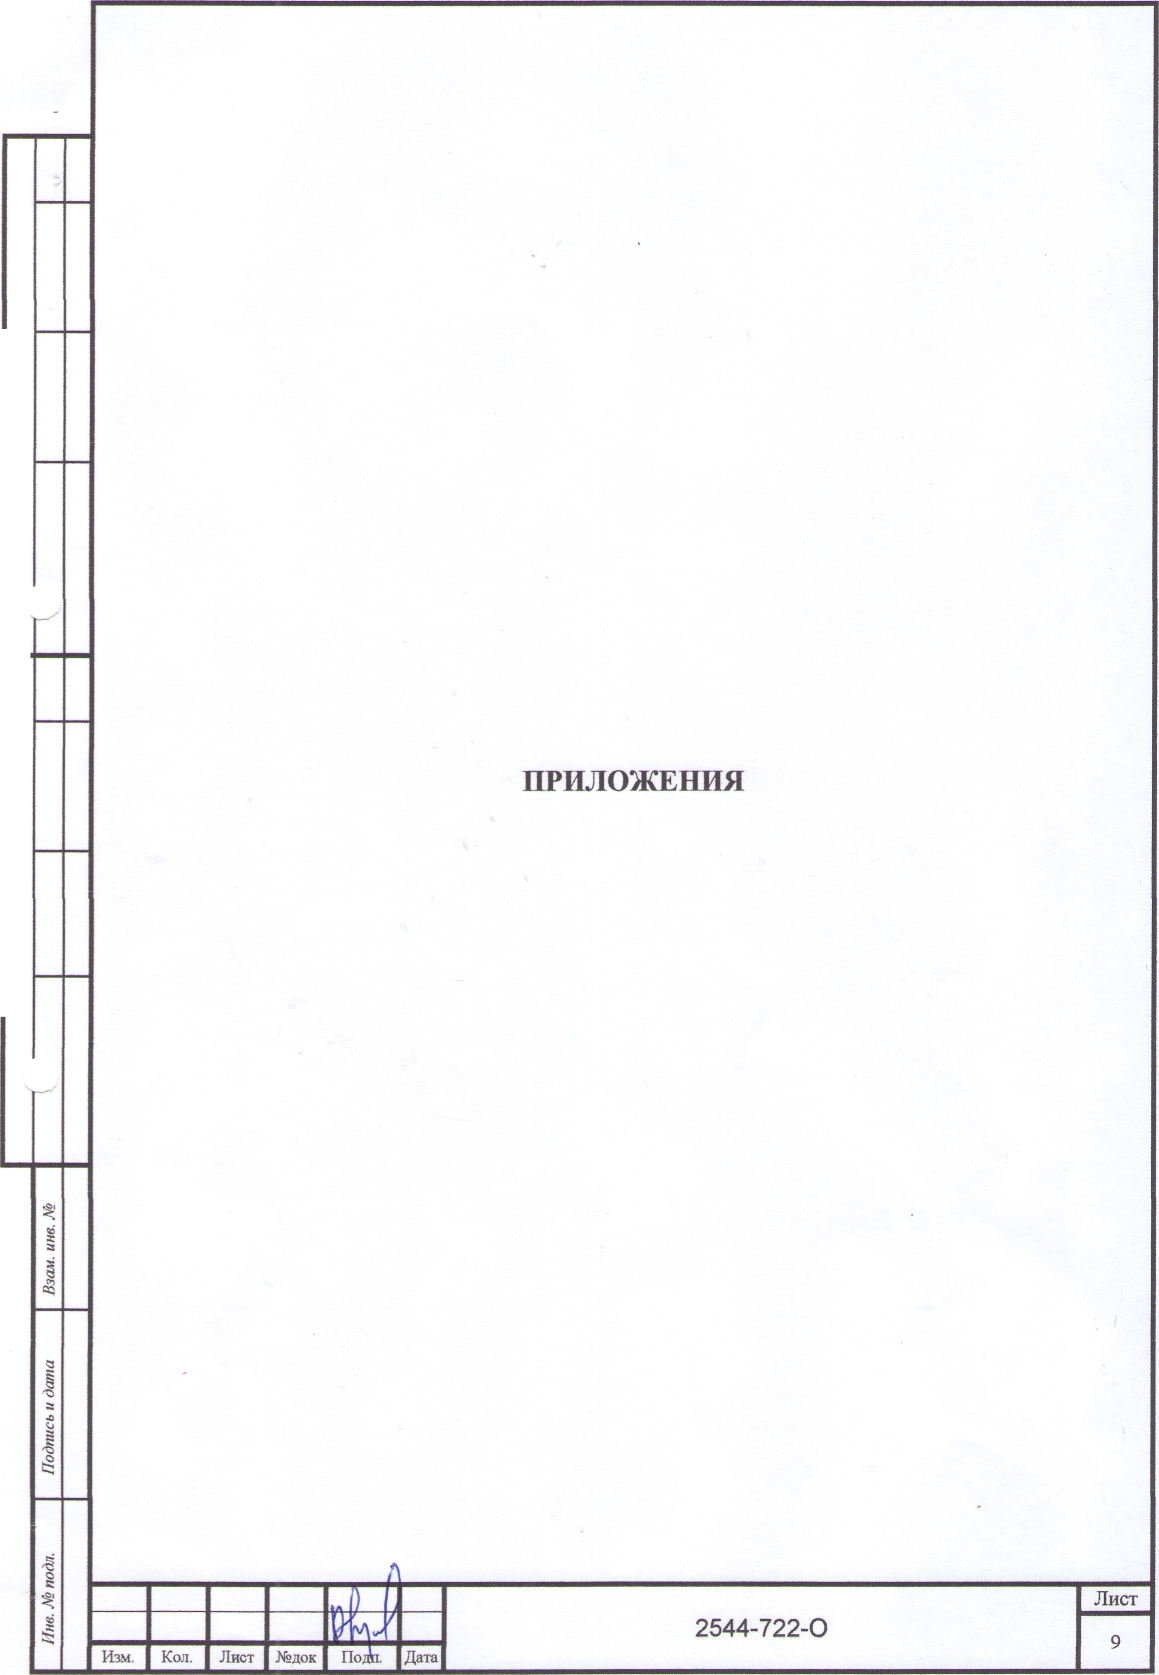 ПРИЛОЖЕНИЯ
Взам. инв. №
Подпись и дата
Инв. № подл.
Изм. Кол. Лист №док Подп. Дата
2544-722-О
Лист
9